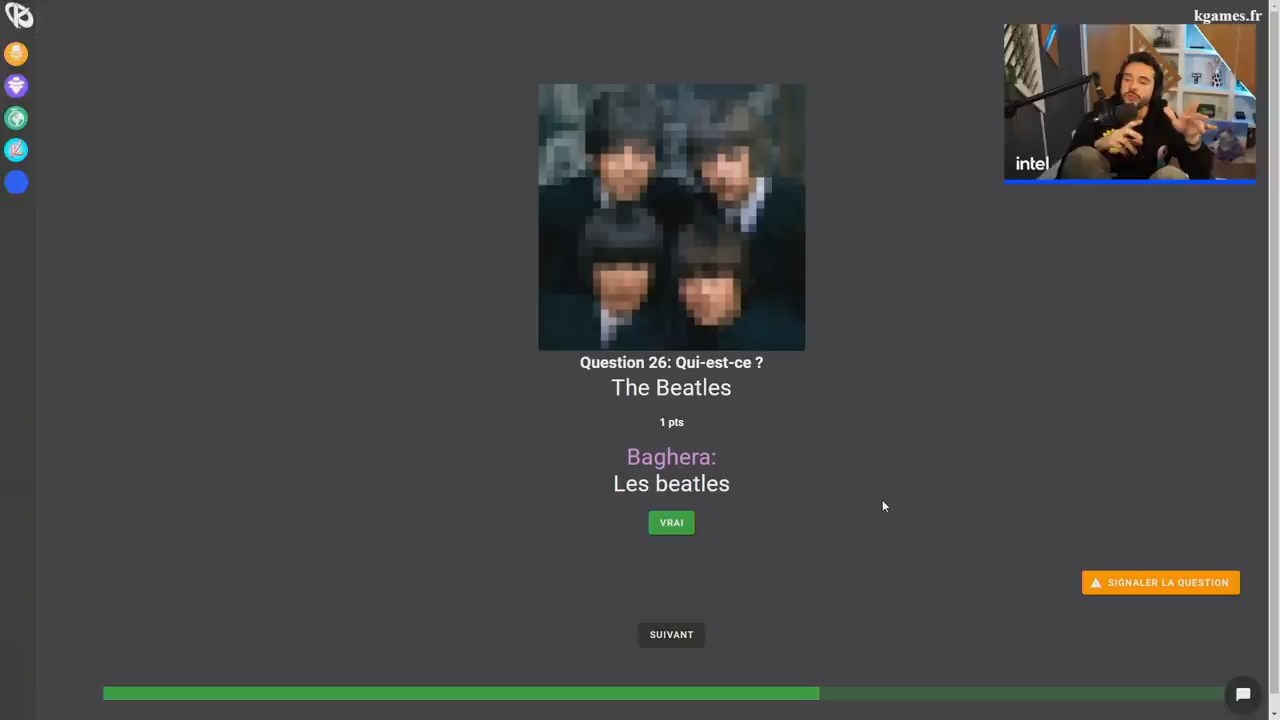 kgames.fr
intel
Question 26: Qui-est-ce ?
The Beatles
1 pts
Baghera:
Les beatles
VRAI
SIGNALER LA QUESTION
SUIVANT